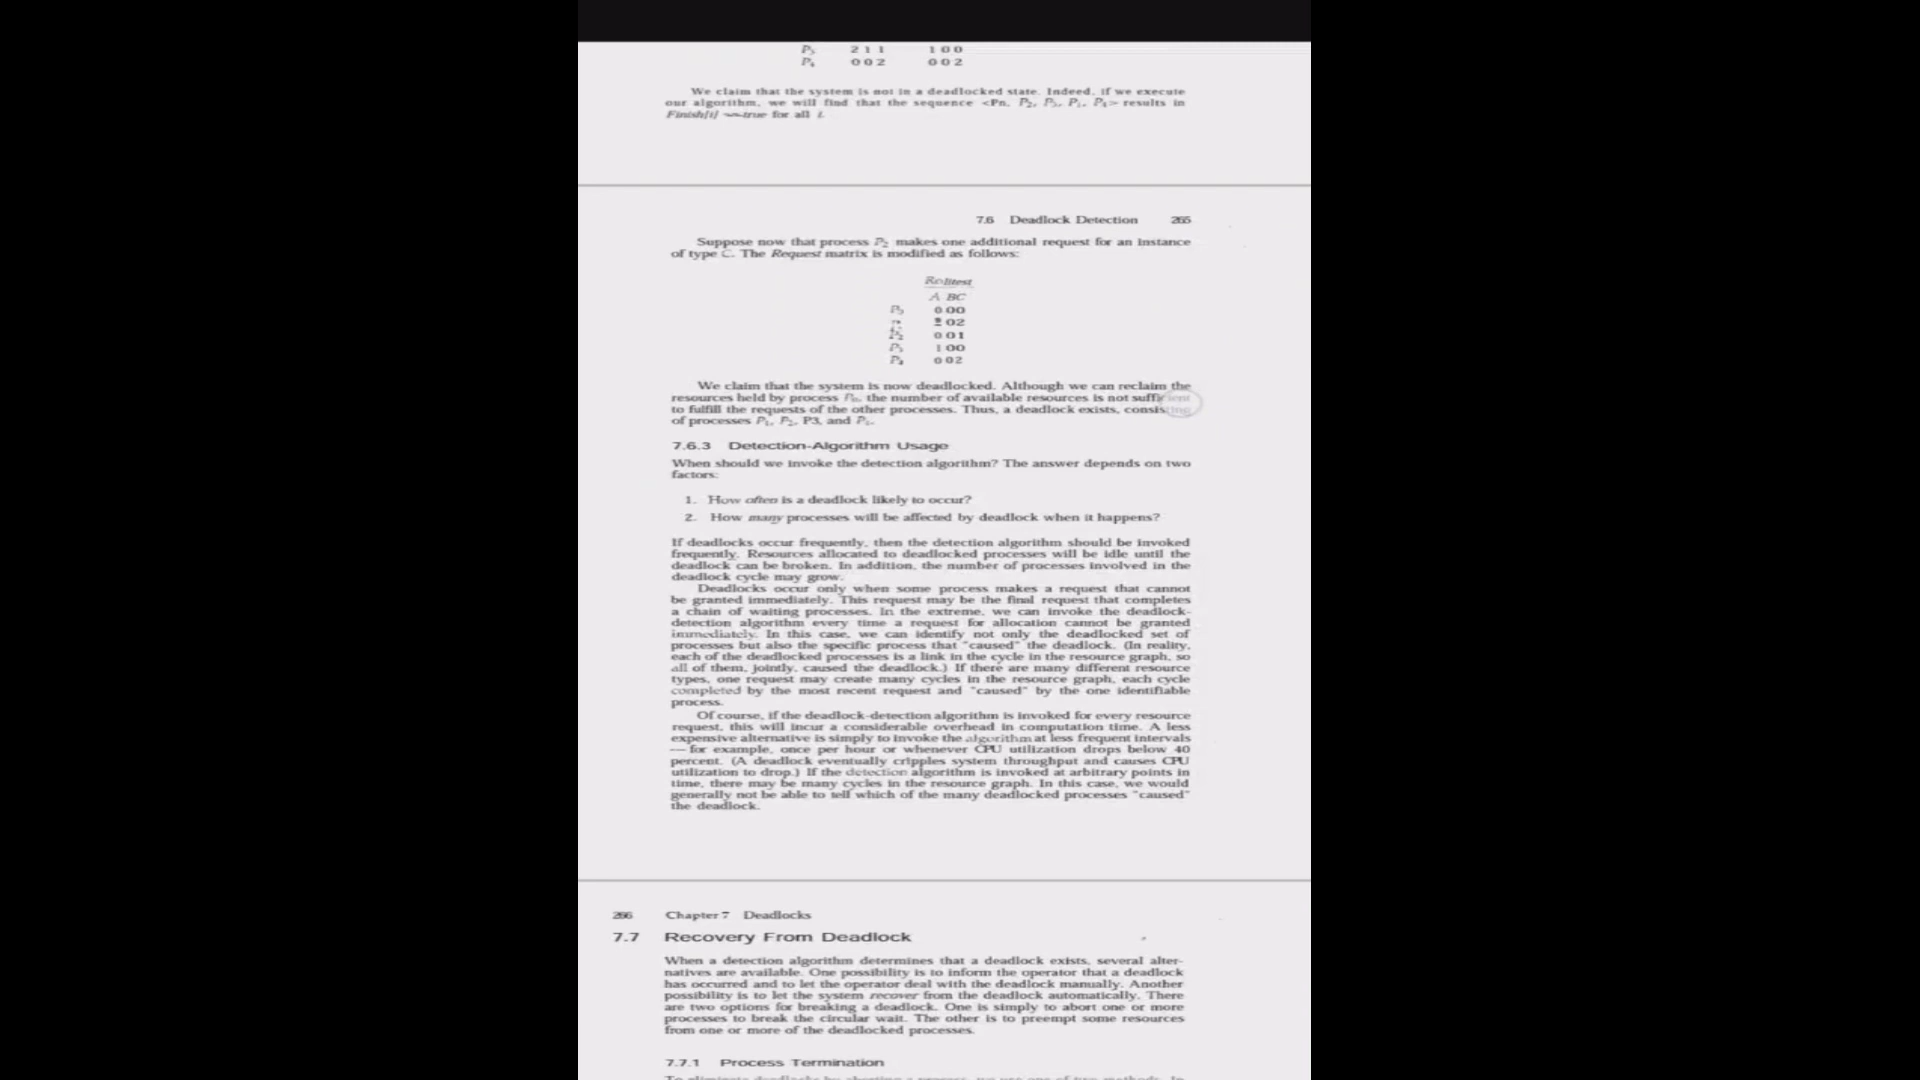 P3 2 1 1 1 0 0
P4 0 0 2 0 0 2
We claim that the system is not in a deadlocked state. Indeed, if we execute
our algorithm, we will find that the sequence <Pn, P2, P3, P1, P4> results in
Finish[i] true for all i.
7.6 Deadlock Detection 265
Suppose now that process P2 makes one additional request for an instance
of type C. The Request matrix is modified as follows:
A BC
P0 0 00
02
P2 0 01
P3 1 00
P4 0 02
We claim that the system is now deadlocked. Although we can reclaim the
resources held by process P0, the number of available resources is not sufficient
to fulfill the requests of the other processes. Thus, a deadlock exists, consisting
of processes P1, P2, P3, and P4.
7.6.3 Detection-Algorithm Usage
When should we invoke the detection algorithm? The answer depends on two
factors:
1. How often is a deadlock likely to occur?
2. How many processes will be affected by deadlock when it happens?
If deadlocks occur frequently, then the detection algorithm should be invoked
frequently. Resources allocated to deadlocked processes will be idle until the
deadlock can be broken. In addition, the number of processes involved in the
deadlock cycle may grow.
Deadlocks occur only when some process makes a request that cannot
be granted immediately. This request may be the final request that completes
a chain of waiting processes. In the extreme, we can invoke the deadlock-
detection algorithm every time a request for allocation cannot be granted
immediately. In this case, we can identify not only the deadlocked set of
processes but also the specific process that "caused" the deadlock. (In reality,
each of the deadlocked processes is a link in the cycle in the resource graph, so
all of them, jointly, caused the deadlock.) If there are many different resource
types, one request may create many cycles in the resource graph, each cycle
completed by the most recent request and "caused" by the one identifiable
process.
Of course, if the deadlock-detection algorithm is invoked for every resource
request, this will incur a considerable overhead in computation time. A less
expensive alternative is simply to invoke the algorithm at less frequent intervals
—for example, once per hour or whenever CPU utilization drops below 40
percent. (A deadlock eventually cripples system throughput and causes CPU
utilization to drop.) If the detection algorithm is invoked at arbitrary points in
time, there may be many cycles in the resource graph. In this case, we would
generally not be able to tell which of the many deadlocked processes "caused"
the deadlock.
266 Chapter 7 Deadlocks
7.7 Recovery From Deadlock
When a detection algorithm determines that a deadlock exists, several alter-
natives are available. One possibility is to inform the operator that a deadlock
has occurred and to let the operator deal with the deadlock manually. Another
possibility is to let the system recover from the deadlock automatically. There
are two options for breaking a deadlock. One is simply to abort one or more
processes to break the circular wait. The other is to preempt some resources
from one or more of the deadlocked processes.
7.7.1 Process Termination